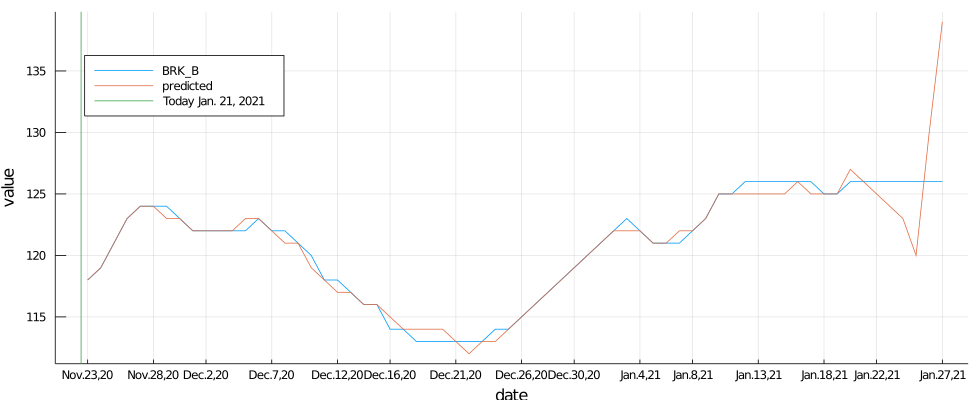 value
135
130
125
120
115
BRK_B
predicted
Today Jan. 21, 2021
Nov.23,20 Nov.28,20 Dec.2,20 Dec.7,20 Dec.12,20 Dec.16,20 Dec.21,20 Dec.26,20 Dec.30,20 Jan.4,21 Jan.8,21 Jan.13,21 Jan.18,21 Jan.22,21 Jan.27,21
date